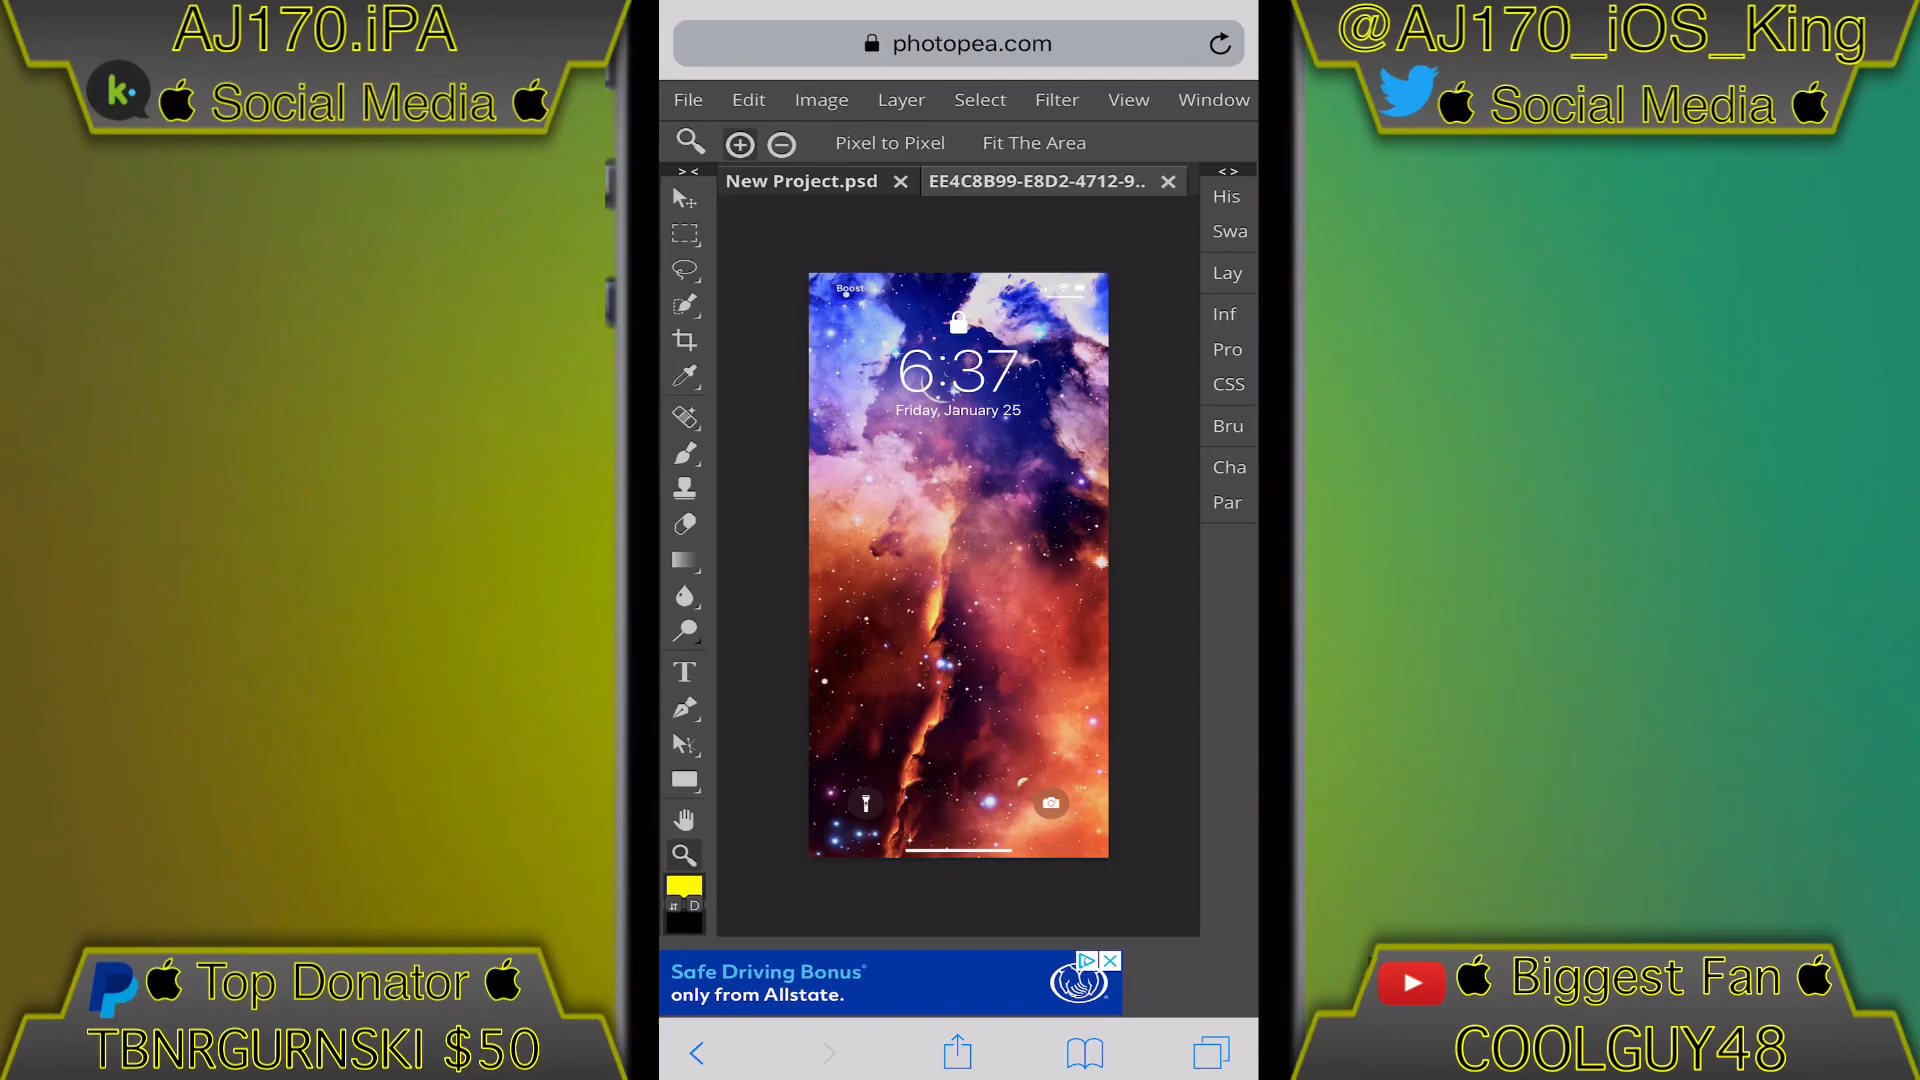 AJ170.iPA
k
Social Media
@AJ170_iOS_King
Social Media
photopea.com
File Edit Image Layer Select Filter View Window
Pixel to Pixel Fit The Area
> < New Project.psd EE4C8B99-E8D2-4712-9.. < >
His
Swa
Lay
Inf
Pro
CSS
Bru
Cha
Par
Boost
6:37
Friday, January 25
T
D
Safe Driving Bonus®
only from Allstate.
Top Donator
TBNRGURNSKI $50
Biggest Fan
COOLGUY48